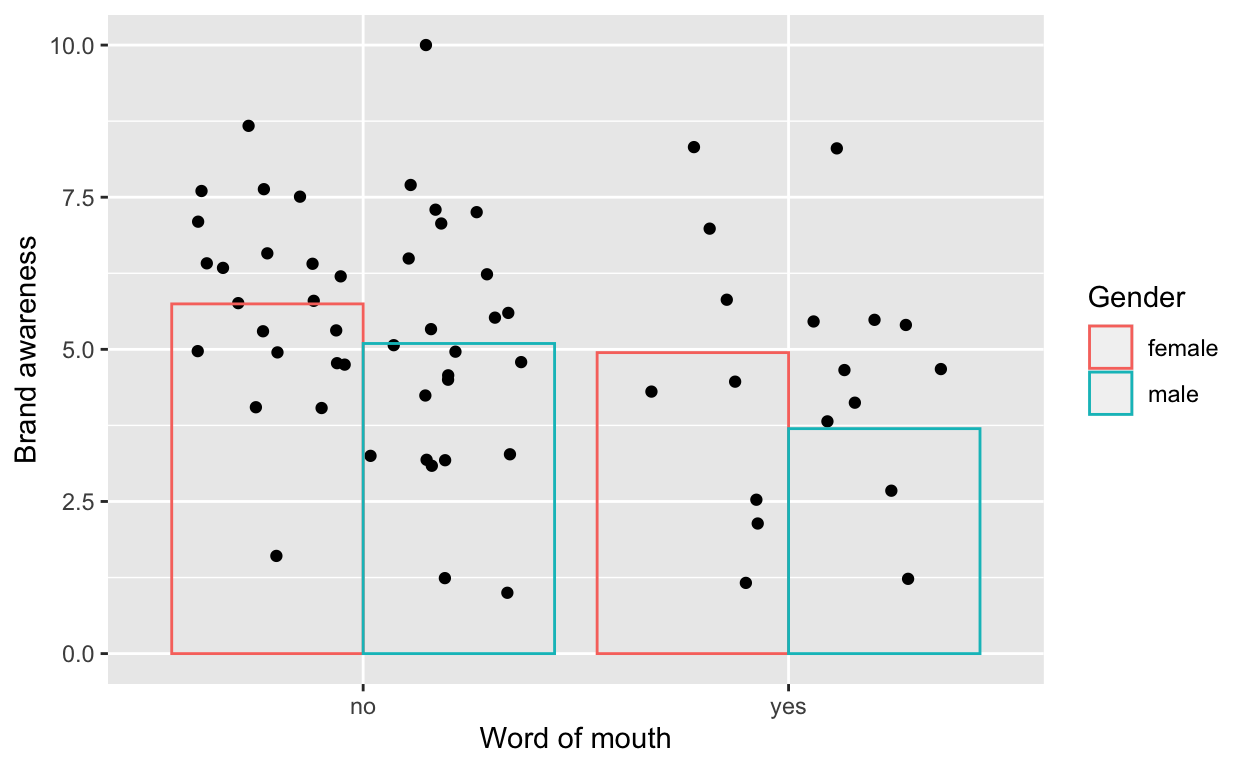 10.0
7.5
5.0
2.5
0.0
Brand awareness
no
yes
Word of mouth
Gender
female
male